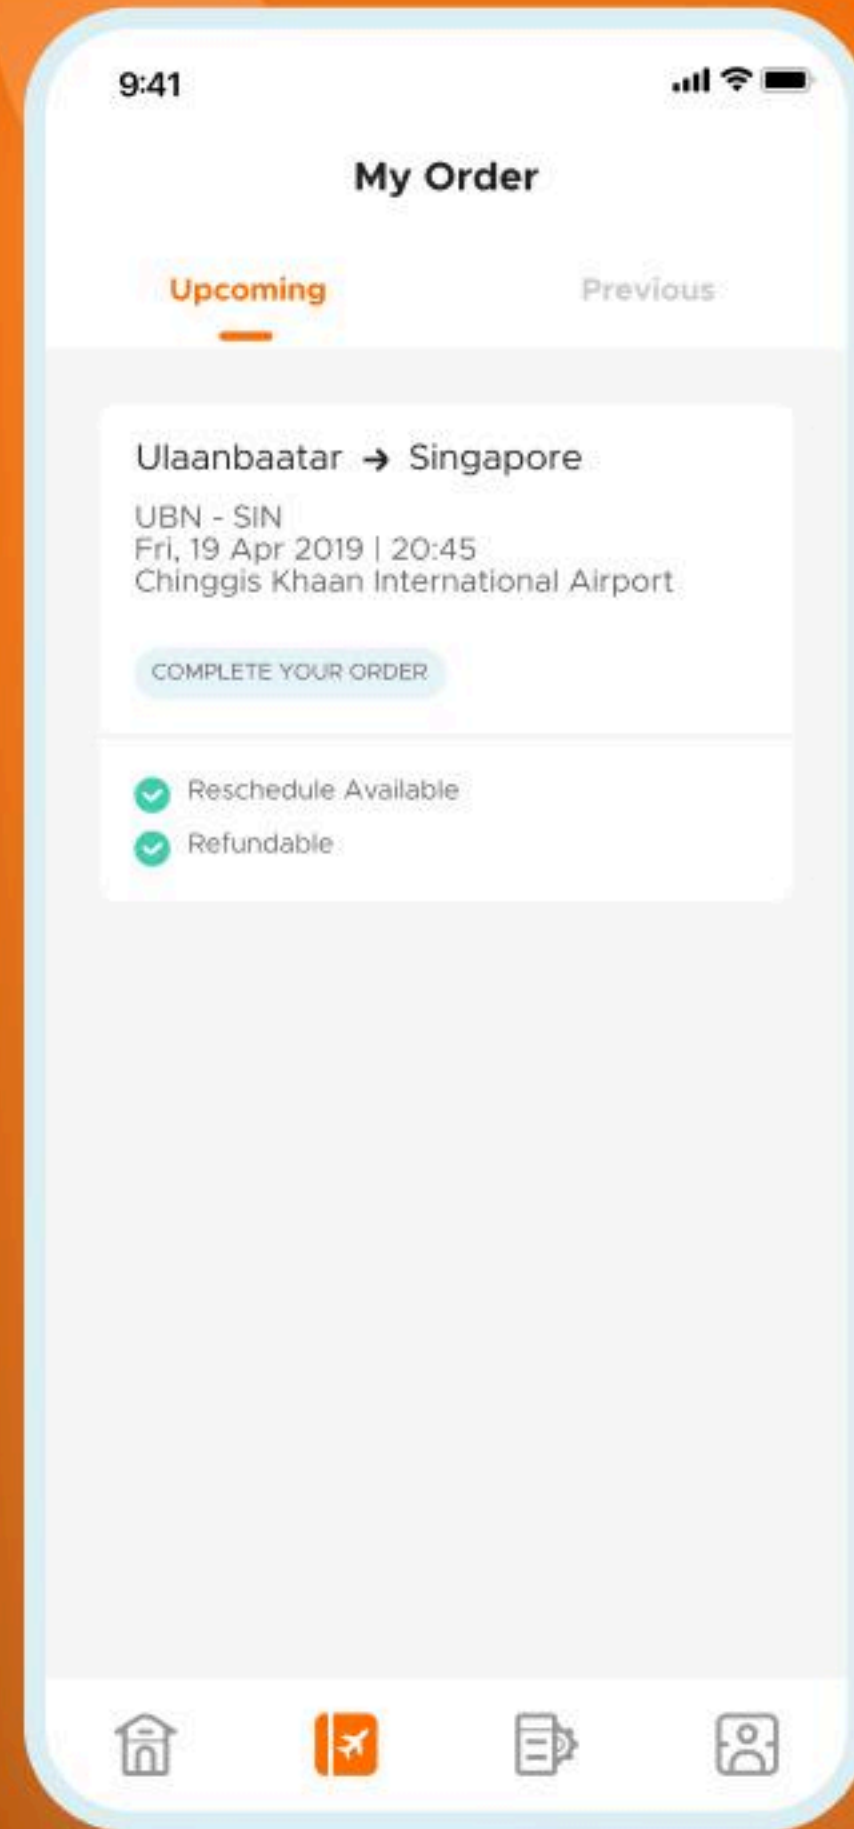 9:41
My Order
Upcoming
Previous
Ulaanbaatar → Singapore
UBN - SIN
Fri, 19 Apr 2019 | 20:45
Chinggis Khaan International Airport
COMPLETE YOUR ORDER
Reschedule Available
Refundable